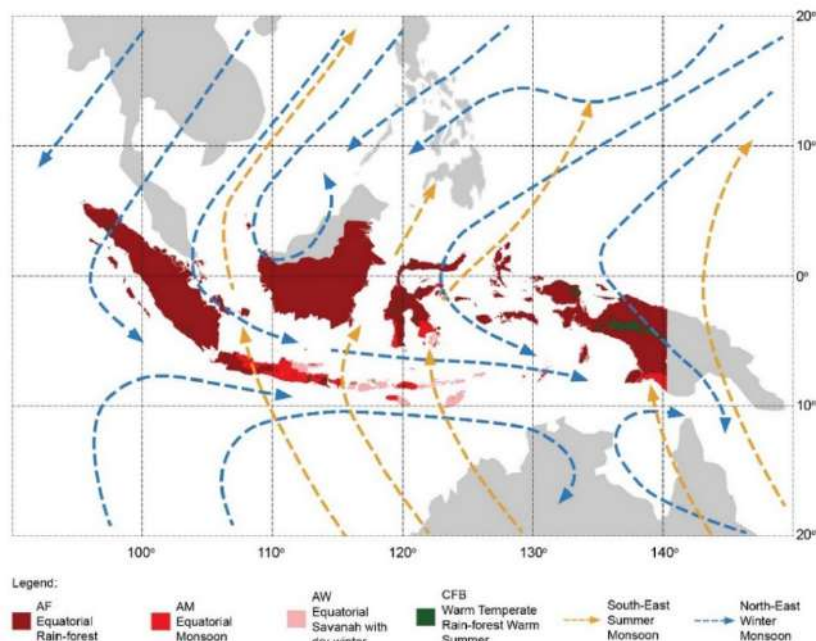 20°
10°
0°
10°
20°
100° 110° 120° 130° 140°
Legend:
AF
Equatorial
Rain-forest
AM
Equatorial
Monsoon
AW
Equatorial
Savanah with
dry winter
CFB
Warm Temperate
Rain-forest Warm
Summer
South-East
Summer
Monsoon
North-East
Winter
Monsoon